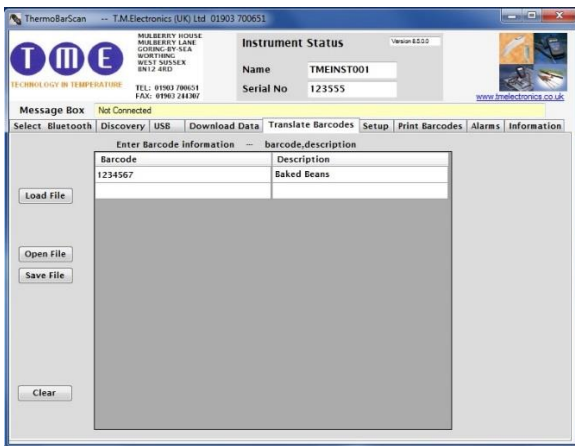 ThermoBarScan -- T.M.Electronics (UK) Ltd 01903 700651
TME
TECHNOLOGY IN TEMPERATURE
MULBERRY HOUSE
MULBERRY LANE
GORING-BY-SEA
WORTHING
WEST SUSSEX
BN12 4RD
TEL: 01903 700651
FAX: 01903 244307
Instrument Status
Version 8.5.0.0
Name TMEINST001
Serial No 123555
www.tmelectronics.co.uk
Message Box Not Connected
Select Bluetooth Discovery USB Download Data Translate Barcodes Setup Print Barcodes Alarms Information
Enter Barcode information -- barcode,description
Barcode Description
1234567 Baked Beans
Load File
Open File
Save File
Clear